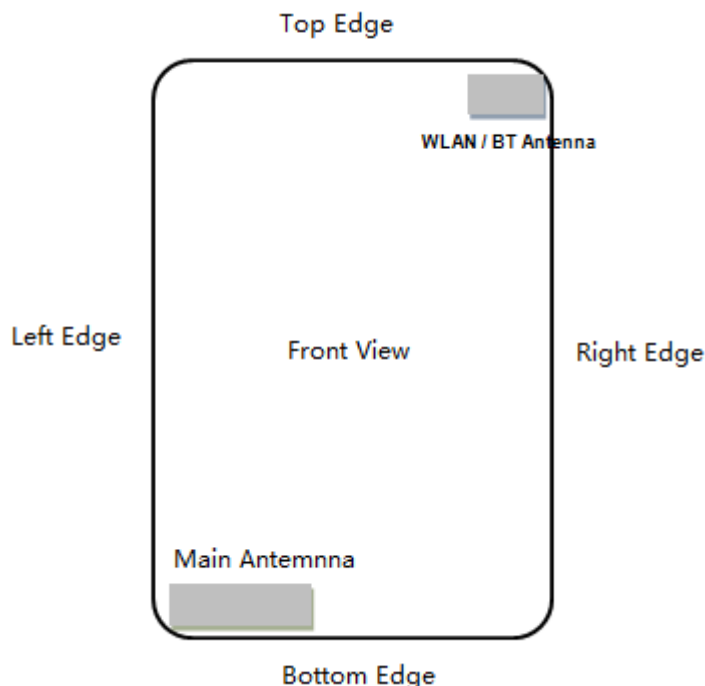 Top Edge
WLAN / BT Antenna
Left Edge
Front View
Right Edge
Main Antemnna
Bottom Edge